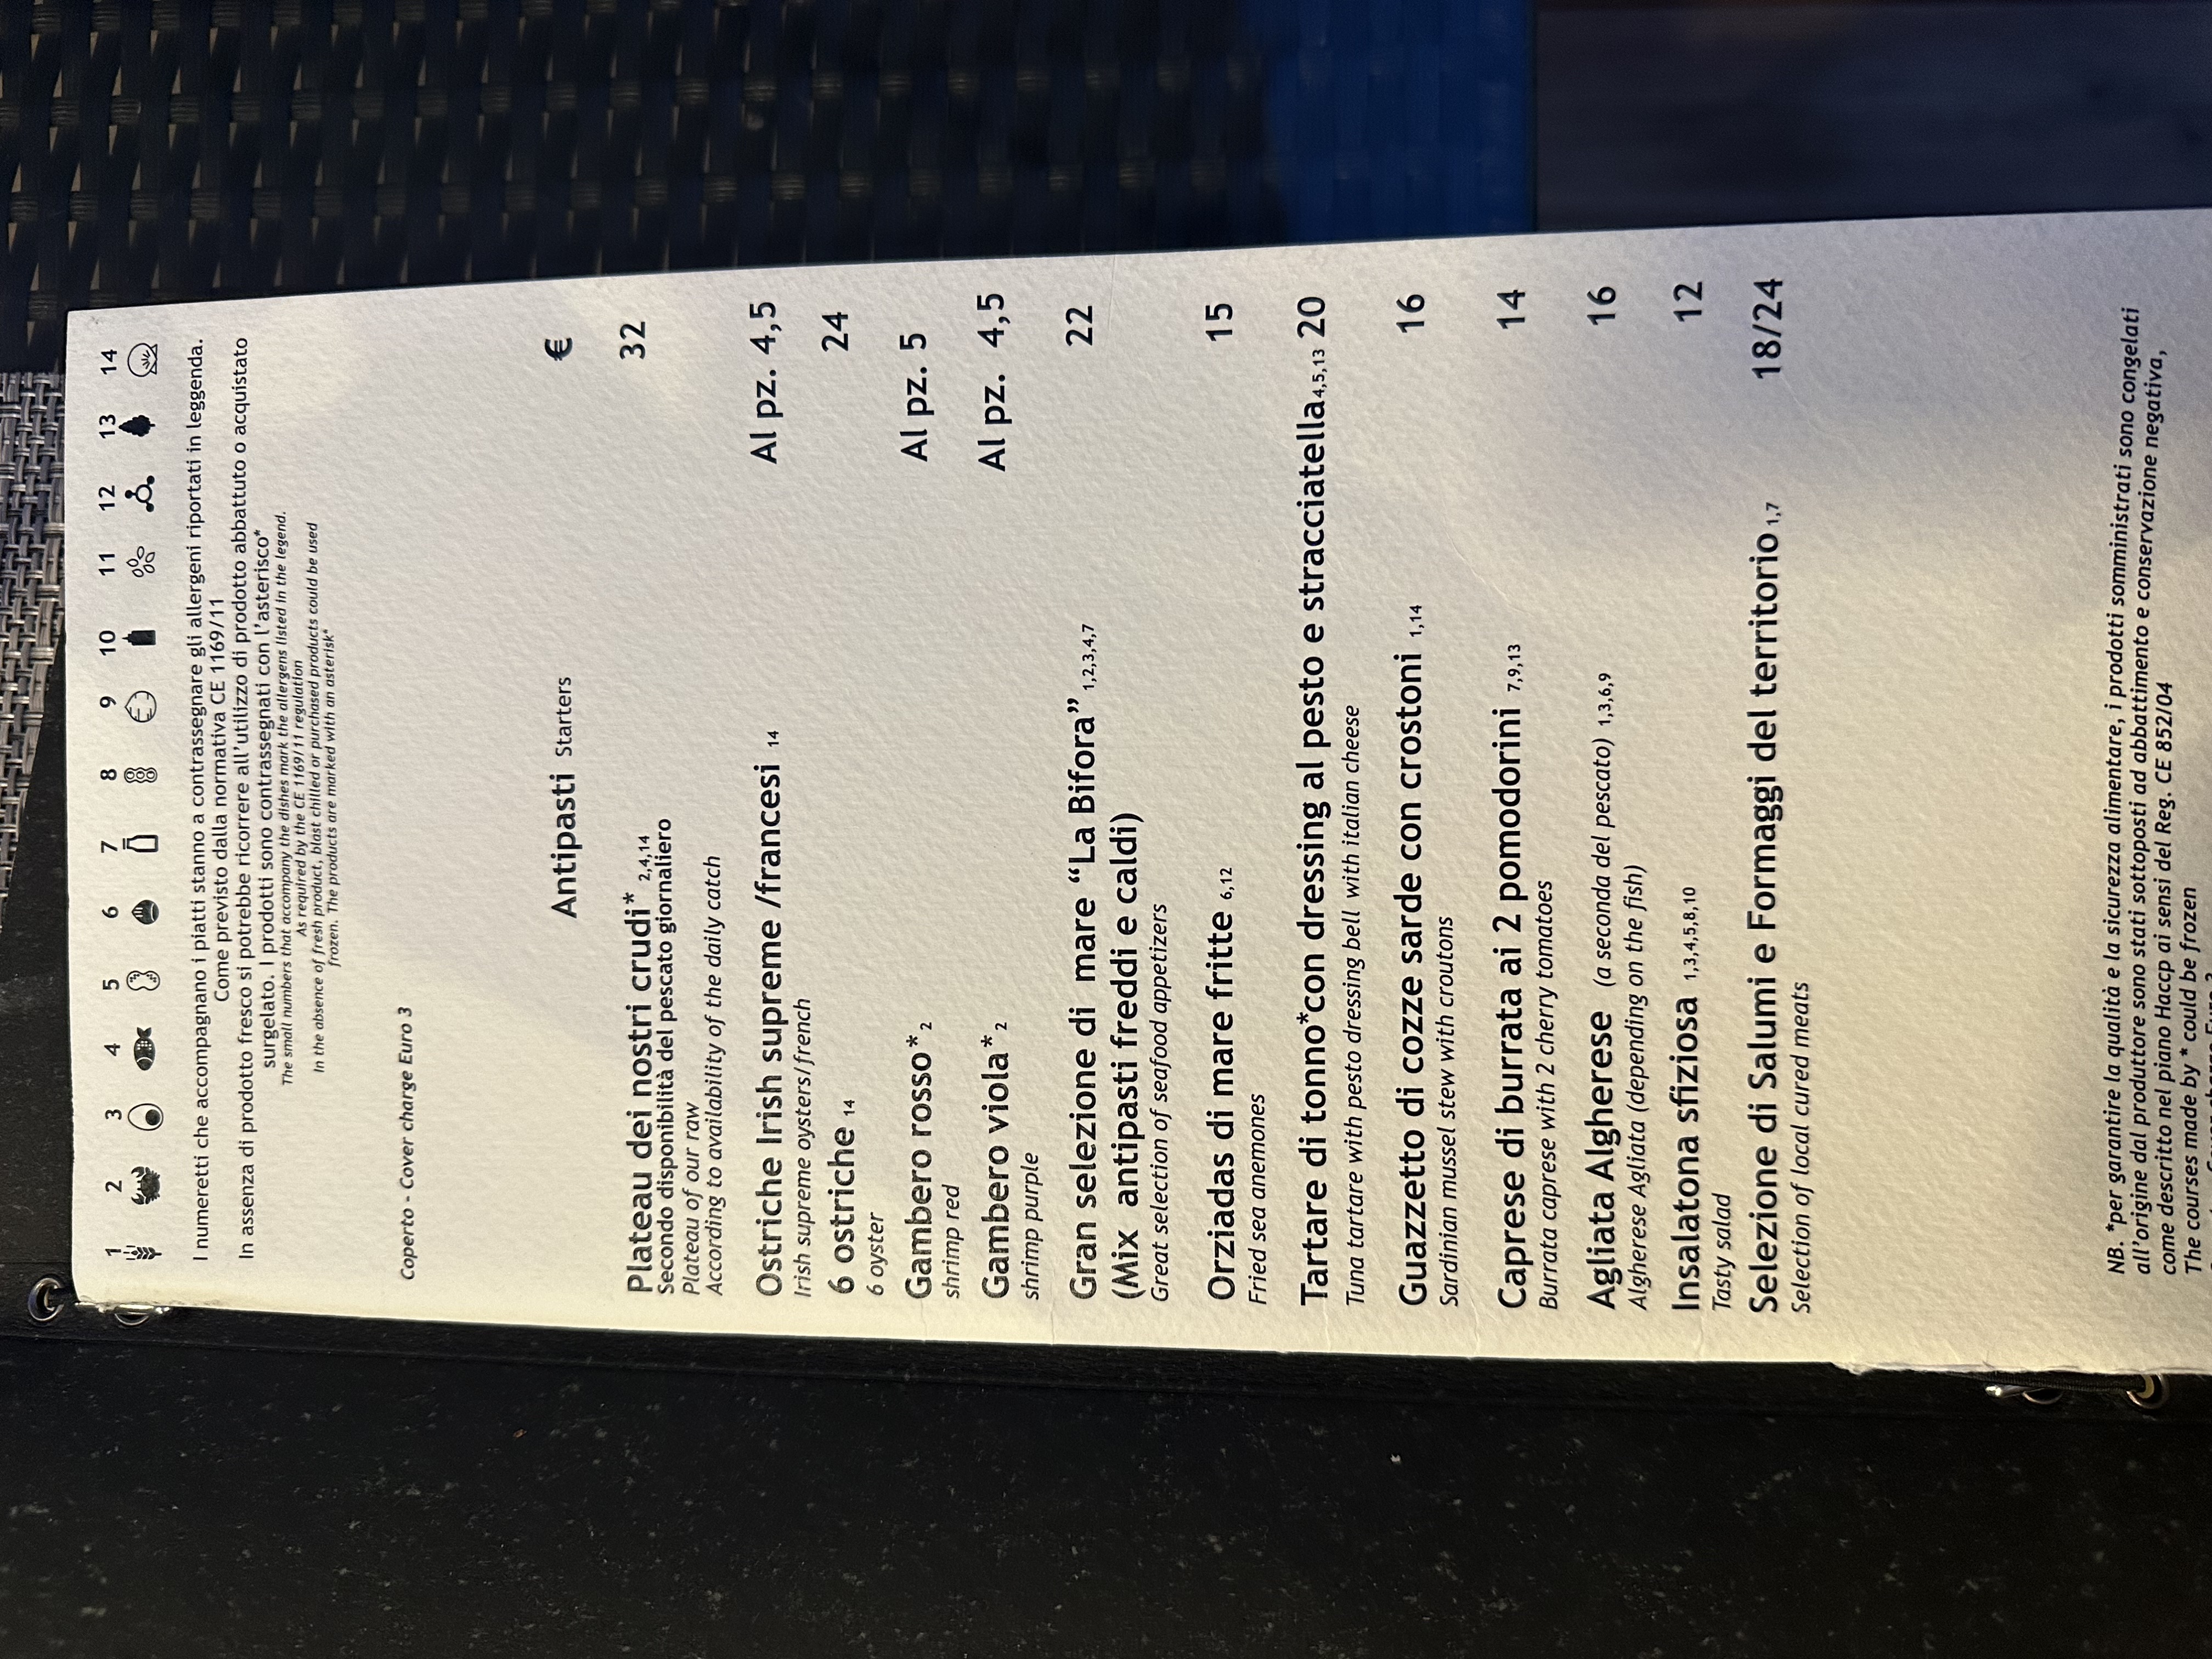 1 2 3 4 5 6 7 8 9 10 11 12 13 14
I numeretti che accompagnano i piatti stanno a contrassegnare gli allergeni riportati in leggenda.
Come previsto dalla normativa CE 1169/11
In assenza di prodotto fresco si potrebbe ricorrere all'utilizzo di prodotto abbattuto o acquistato
surgelato. I prodotti sono contrassegnati con l'asterisco*
The small numbers that accompany the dishes mark the allergens listed in the legend.
As required by the CE 1169/11 regulation
In the absence of fresh product, blast chilled or purchased products could be used
frozen. The products are marked with an asterisk*
Coperto - Cover charge Euro 3
Antipasti Starters €
Plateau dei nostri crudi* 2,4,14 32
Secondo disponibilità del pescato giornaliero
Plateau of our raw
According to availability of the daily catch
Ostriche Irish supreme /francesi 14 Al pz. 4,5
Irish supreme oysters/french
6 ostriche 14 24
6 oyster
Gambero rosso*2 Al pz. 5
shrimp red
Gambero viola*2 Al pz. 4,5
shrimp purple
Gran selezione di mare “La Bifora”1,2,3,4,7 22
(Mix antipasti freddi e caldi)
Great selection of seafood appetizers
Orziadas di mare fritte 6,12 15
Fried sea anemones
Tartare di tonno*con dressing al pesto e stracciatella4,5,13 20
Tuna tartare with pesto dressing bell with italian cheese
Guazzetto di cozze sarde con crostoni 1,14 16
Sardinian mussel stew with croutons
Caprese di burrata ai 2 pomodorini 7,9,13 14
Burrata caprese with 2 cherry tomatoes
Agliata Algherese (a seconda del pescato) 1,3,6,9 16
Algherese Agliata (depending on the fish)
Insalatona sfiziosa 1,3,4,5,8,10 12
Tasty salad
Selezione di Salumi e Formaggi del territorio 1,7 18/24
Selection of local cured meats
NB. *per garantire la qualità e la sicurezza alimentare, i prodotti somministrati sono congelati
all'origine dal produttore sono stati sottoposti ad abbattimento e conservazione negativa,
come descritto nel piano Haccp ai sensi del Reg. CE 852/04
The courses made by * could be frozen
Cover charge Euro 3